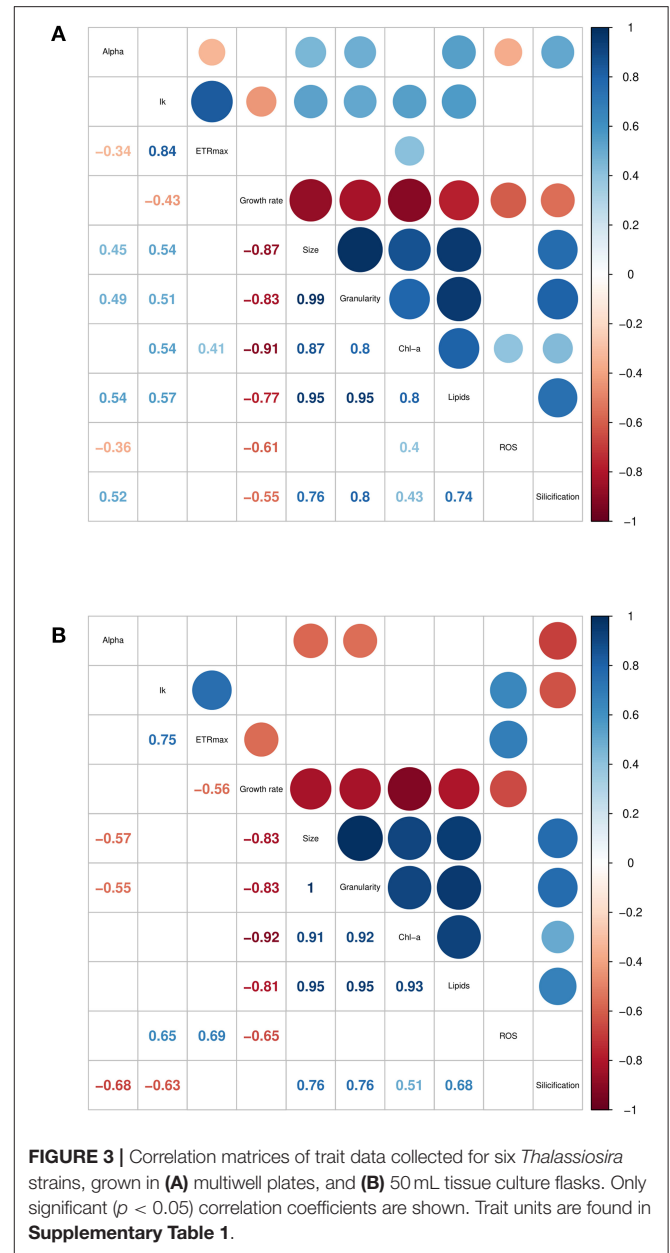 A
Alpha
1
Ik
0.8
−0.34 0.84 ETRmax
0.6
−0.43 Growth rate
0.4
0.45 0.54 −0.87 Size
0.2
0
0.49 0.51 −0.83 0.99 Granularity
−0.2
0.54 0.41 −0.91 0.87 0.8 Chl−a
−0.4
0.54 0.57 −0.77 0.95 0.95 0.8 Lipids
−0.6
−0.36 −0.61 0.4 ROS
−0.8
0.52 −0.55 0.76 0.8 0.43 0.74 Silicification
−1
B
Alpha
1
Ik
0.8
0.75 ETRmax
0.6
−0.56 Growth rate
0.4
−0.57 −0.83 Size
0.2
0
−0.55 −0.83 1 Granularity
−0.2
−0.92 0.91 0.92 Chl−a
−0.4
−0.81 0.95 0.95 0.93 Lipids
−0.6
0.65 0.69 −0.65 ROS
−0.8
−0.68 −0.63 0.76 0.76 0.51 0.68 Silicification
−1
FIGURE 3 | Correlation matrices of trait data collected for six Thalassiosira
strains, grown in (A) multiwell plates, and (B) 50 mL tissue culture flasks. Only
significant (p < 0.05) correlation coefficients are shown. Trait units are found in
Supplementary Table 1.